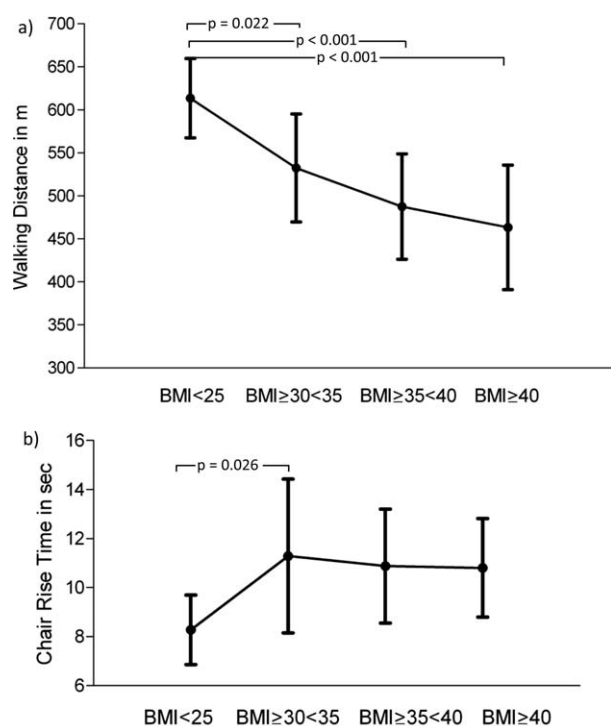 a)
700
p = 0.022
p < 0.001
650
p < 0.001
600
550
500
450
400
350
300
Walking Distance in m
BMI<25 BMI≥30<35 BMI≥35<40 BMI≥40
b)
16
p = 0.026
14
12
10
8
6
Chair Rise Time in sec
BMI<25 BMI≥30<35 BMI≥35<40 BMI≥40